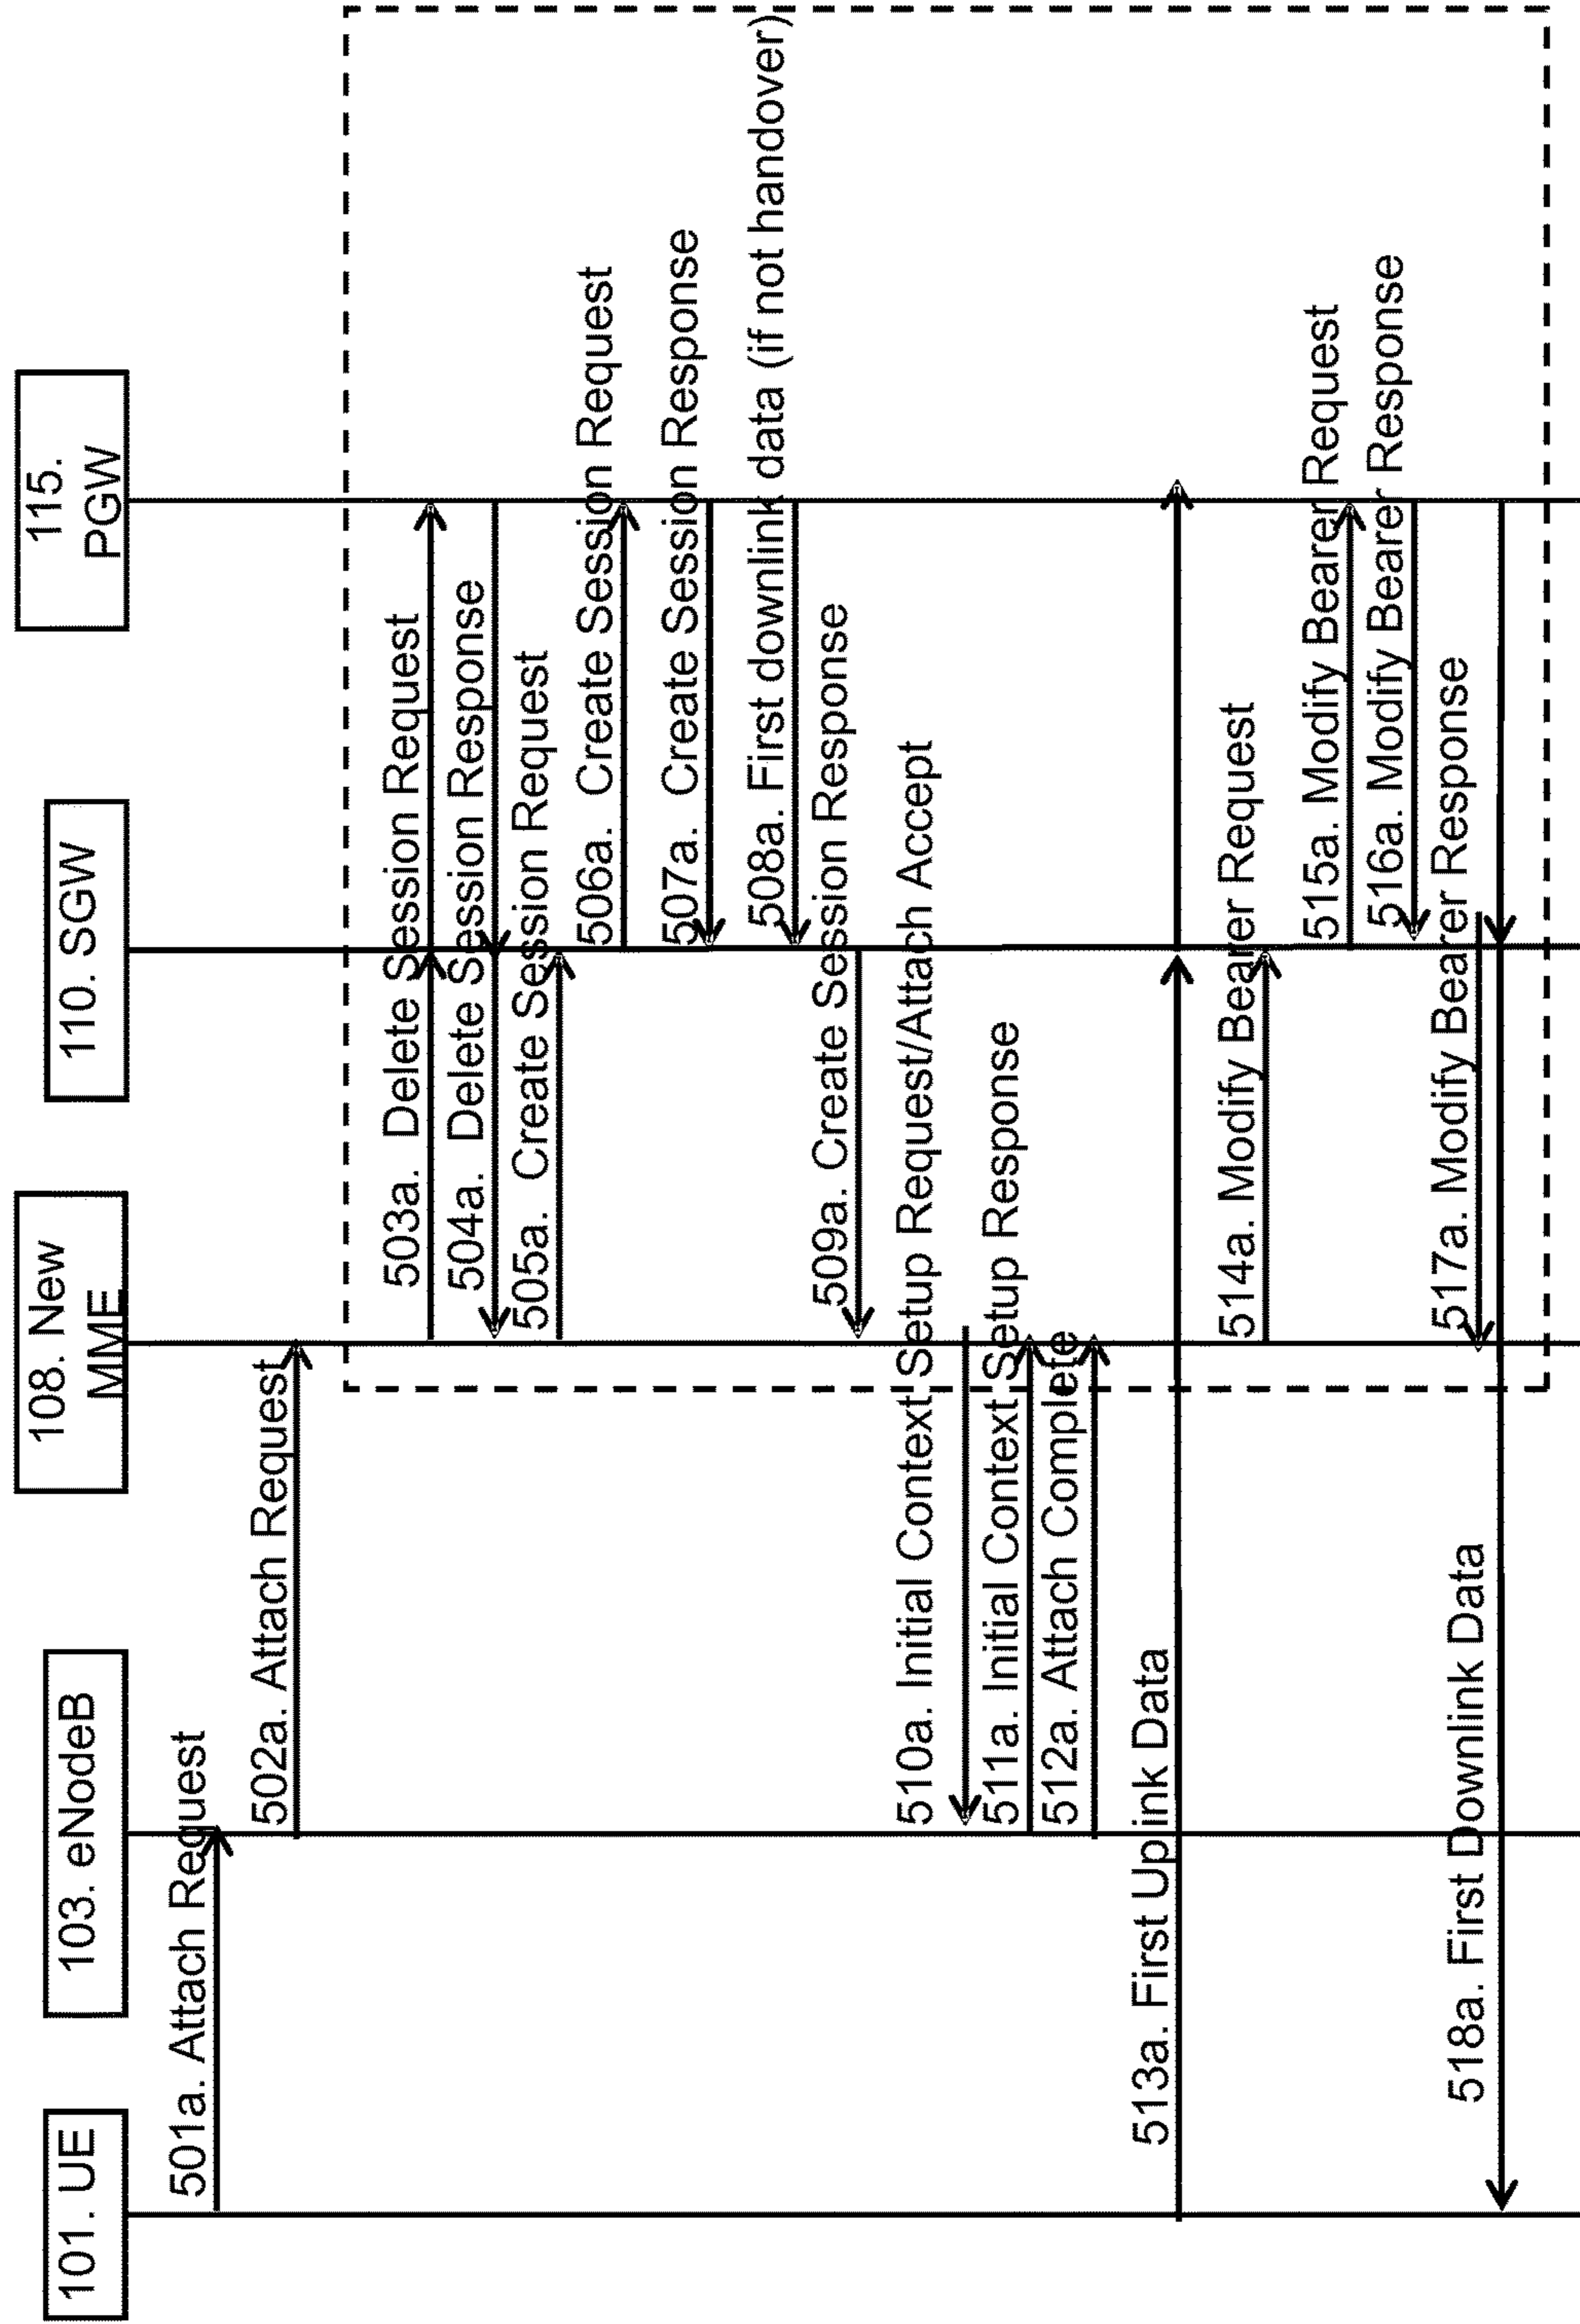 101. UE
103. eNodeB
108. New
MME
110. SGW
115.
PGW
501a. Attach Request
502a. Attach Request
503a. Delete Session Request
504a. Delete Session Response
505a. Create Session Request
506a. Create Session Request
507a. Create Session Response
508a. First downlink data (if not handover)
509a. Create Session Response
510a. Initial Context Setup Request/Attach Accept
511a. Initial Context Setup Response
512a. Attach Complete
513a. First Uplink Data
514a. Modify Bearer Request
515a. Modify Bearer Request
516a. Modify Bearer Response
517a. Modify Bearer Response
518a. First Downlink Data